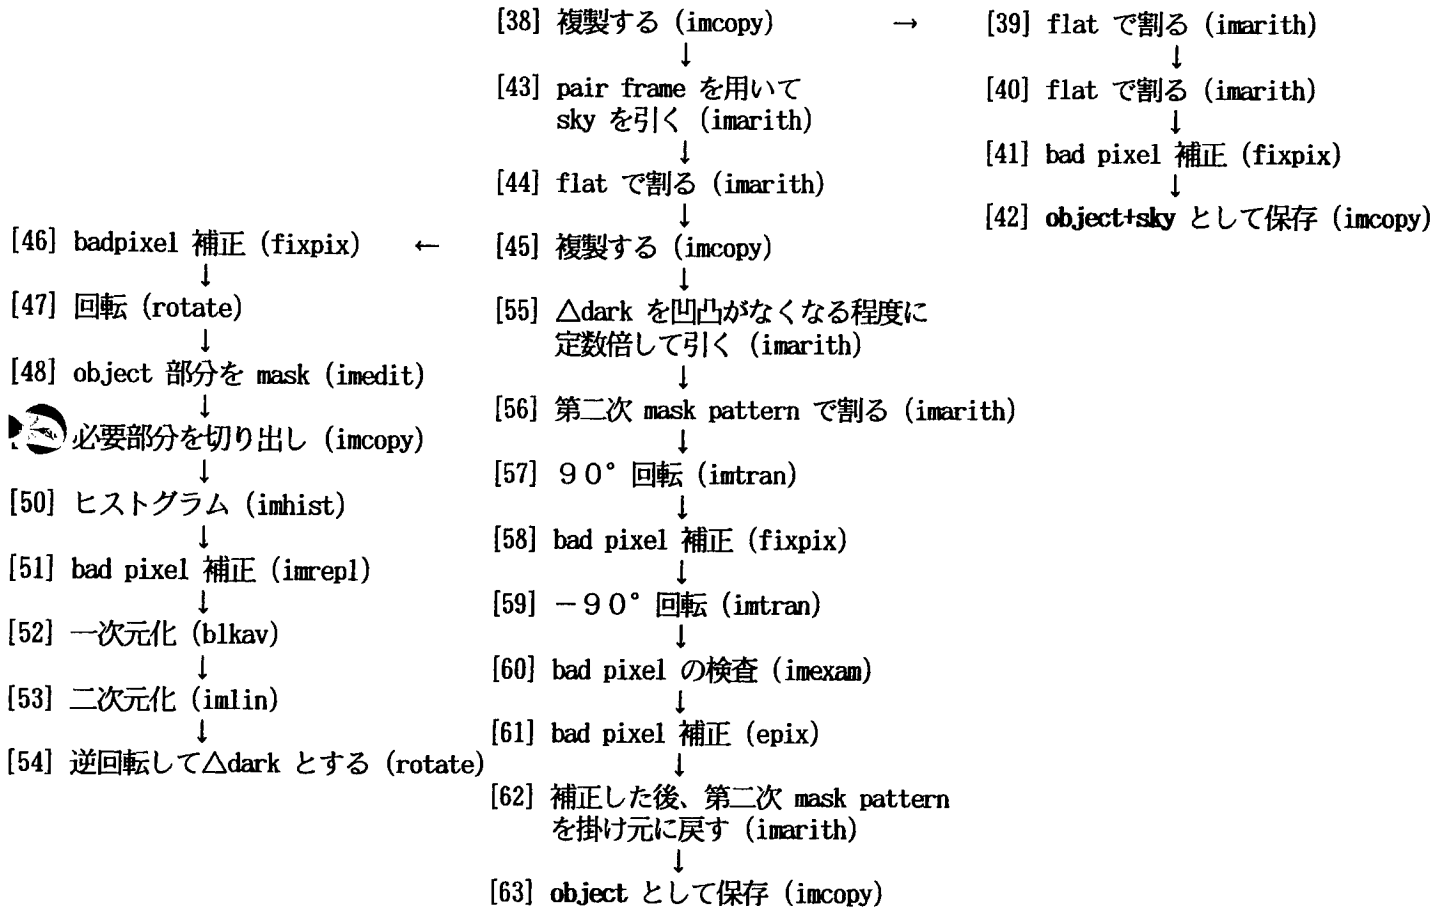 [38] 複製する (imcopy) →
↓
[43] pair frame を用いて
sky を引く (imarith)
↓
[44] flat で割る (imarith)
↓
[45] 複製する (imcopy)
↓
[55] △dark を凹凸がなくなる程度に
定数倍して引く (imarith)
↓
[56] 第二次 mask pattern で割る (imarith)
↓
[57] 90° 回転 (imtran)
↓
[58] bad pixel 補正 (fixpix)
↓
[59] −90° 回転 (imtran)
↓
[60] bad pixel の検査 (imexam)
↓
[61] bad pixel 補正 (epix)
↓
[62] 補正した後、第二次 mask pattern
を掛け元に戻す (imarith)
↓
[63] object として保存 (imcopy)
[39] flat で割る (imarith)
↓
[40] flat で割る (imarith)
↓
[41] bad pixel 補正 (fixpix)
↓
[42] object+sky として保存 (imcopy)
[46] badpixel 補正 (fixpix) ←
↓
[47] 回転 (rotate)
↓
[48] object 部分を mask (imedit)
↓
必要部分を切り出し (imcopy)
↓
[50] ヒストグラム (imhist)
↓
[51] bad pixel 補正 (imrepl)
↓
[52] 一次元化 (blkav)
↓
[53] 二次元化 (imlin)
↓
[54] 逆回転して△dark とする (rotate)